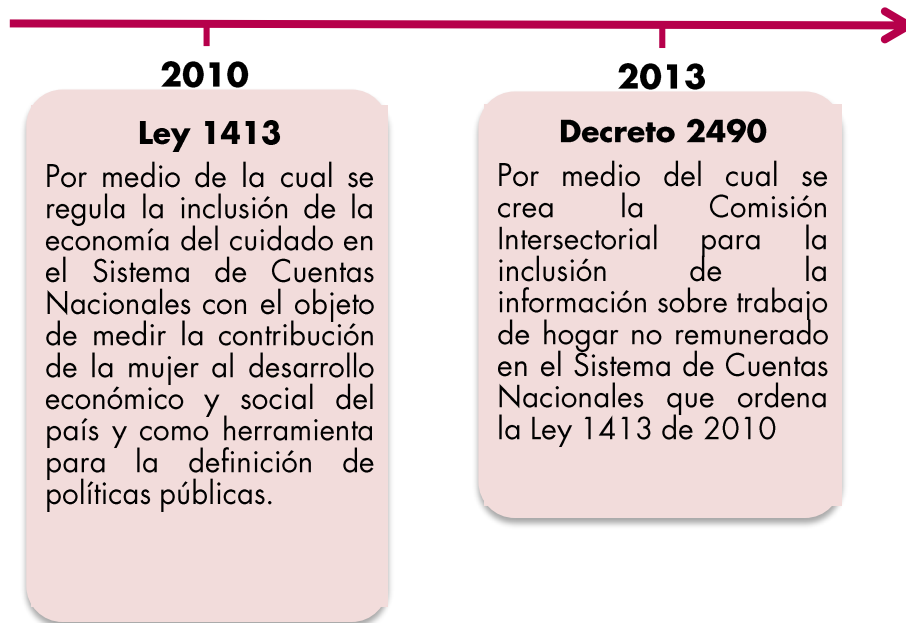 2010
Ley 1413
Por medio de la cual se
regula la inclusión de la
economía del cuidado en
el Sistema de Cuentas
Nacionales con el objeto
de medir la contribución
de la mujer al desarrollo
económico y social del
país y como herramienta
para la definición de
políticas públicas.
2013
Decreto 2490
Por medio del cual se
crea la Comisión
Intersectorial para la
inclusión de la
información sobre trabajo
de hogar no remunerado
en el Sistema de Cuentas
Nacionales que ordena
la Ley 1413 de 2010